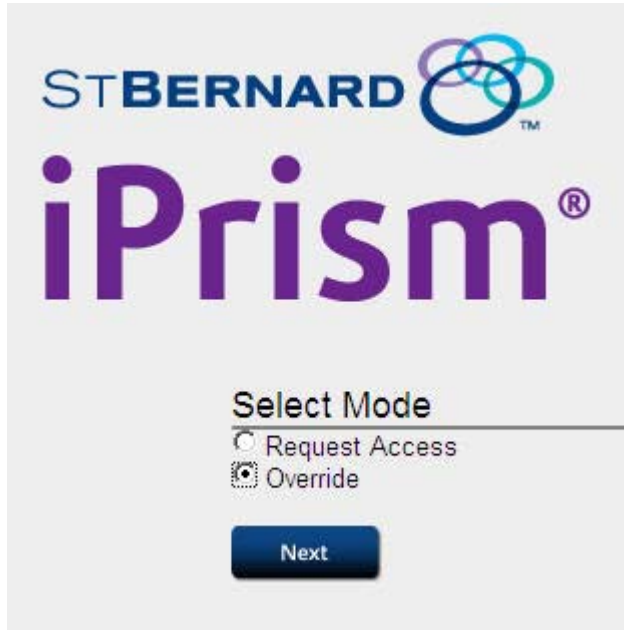 STBERNARD ™
iPrism®
Select Mode
Request Access
Override
Next